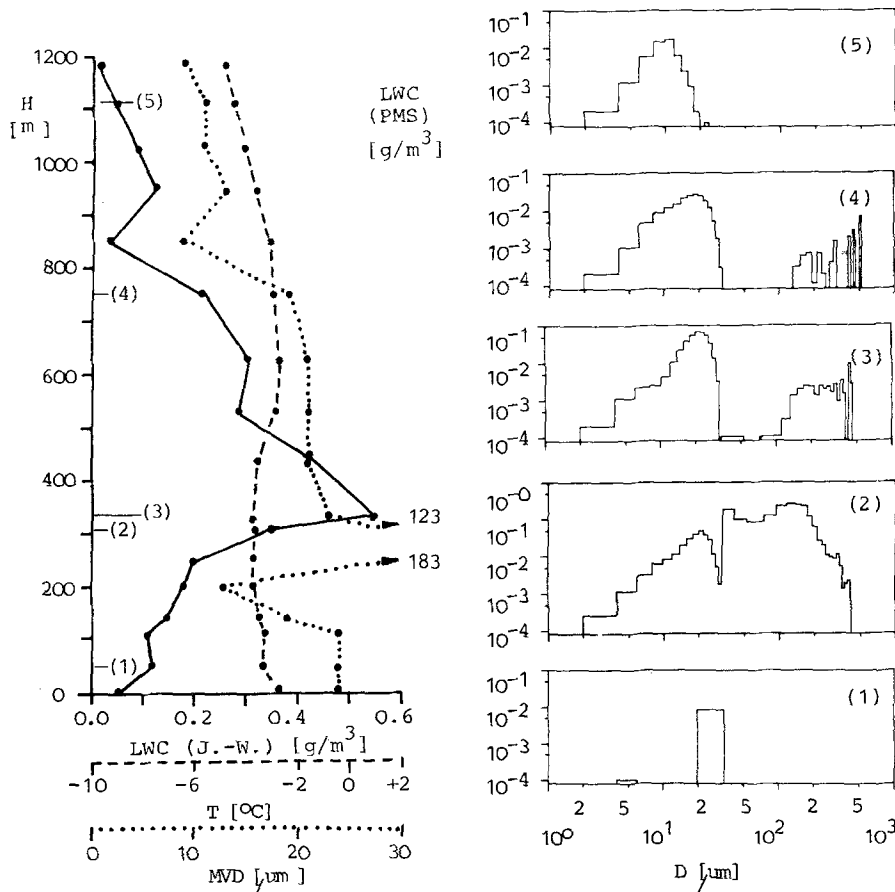 1200
H
[m]
1000
800
600
400
200
0
(5)
(4)
(3)
(2)
(1)
123
183
LWC
(PMS)
[g/m³]
0.0 0.2 0.4 0.6
LWC (J.-W.) [g/m³]
-10 -6 -2 0 +2
T [°C]
0 10 20 30
MVD [μm]
10⁻¹
10⁻²
10⁻³
10⁻⁴
(5)
10⁻¹
10⁻²
10⁻³
10⁻⁴
(4)
10⁻¹
10⁻²
10⁻³
10⁻⁴
(3)
10⁻⁰
10⁻¹
10⁻²
10⁻³
10⁻⁴
(2)
10⁻²
10⁻³
10⁻⁴
(1)
2 5 2 5 2 5
10⁰ 10¹ 10² 10³
D [μm]